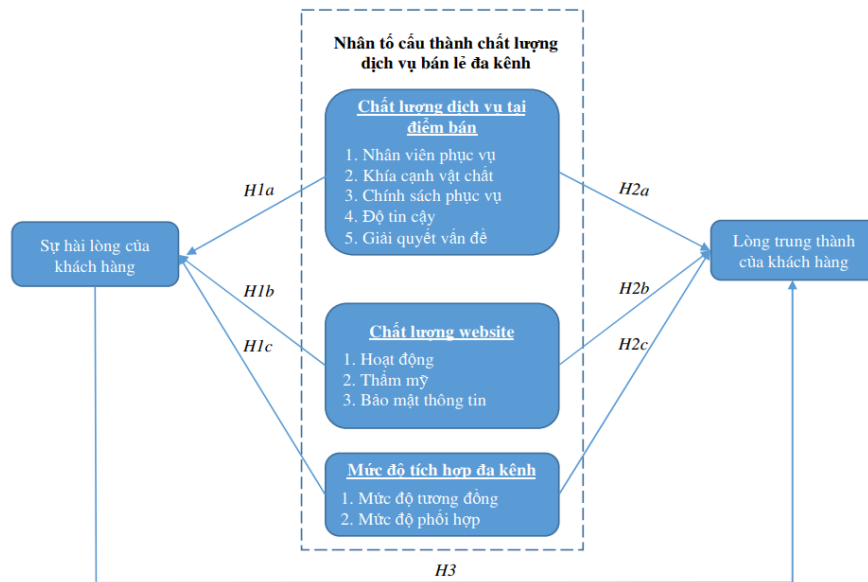 Nhân tố cấu thành chất lượng
dịch vụ bán lẻ đa kênh
Chất lượng dịch vụ tại
điểm bán
1. Nhân viên phục vụ
2. Khía cạnh vật chất
3. Chính sách phục vụ
4. Độ tin cậy
5. Giải quyết vấn đề
H1a
H2a
Sự hài lòng của
khách hàng
Lòng trung thành
của khách hàng
H1b
H2b
H1c
H2c
Chất lượng website
1. Hoạt động
2. Thẩm mỹ
3. Bảo mật thông tin
Mức độ tích hợp đa kênh
1. Mức độ tương đồng
2. Mức độ phối hợp
H3